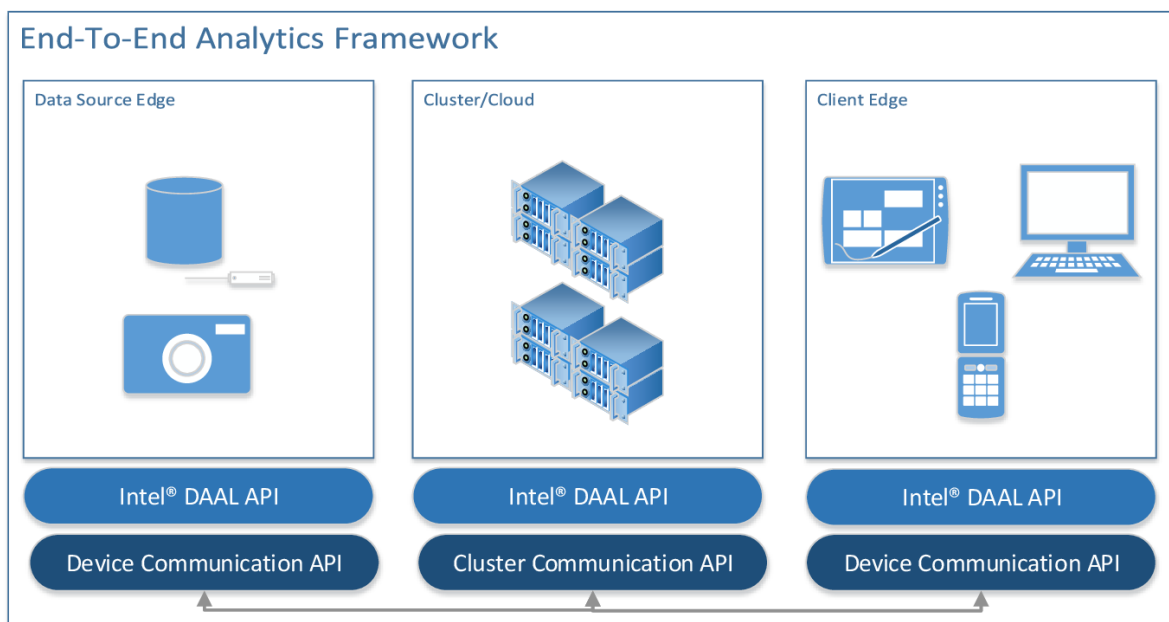 End-To-End Analytics Framework
Data Source Edge
Cluster/Cloud
Client Edge
Intel® DAAL API
Intel® DAAL API
Intel® DAAL API
Device Communication API
Cluster Communication API
Device Communication API